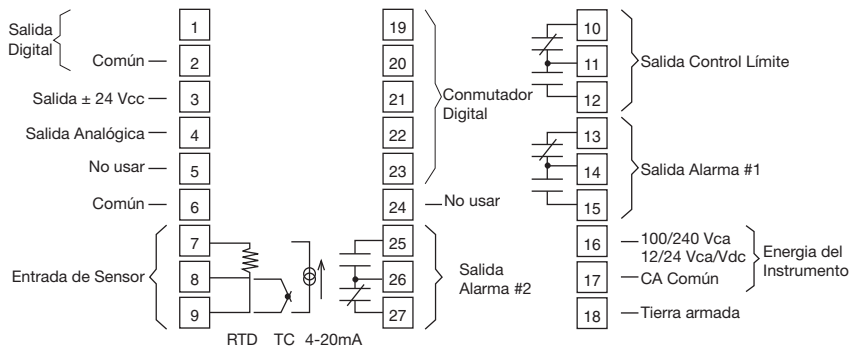 Salida
Digital
1
Común
2
Salida ± 24 Vcc
3
Salida Analógica
4
No usar
5
Común
6
Entrada de Sensor
7
8
9
RTD TC 4-20mA
19
20
21
22
23
Conmutador
Digital
24
No usar
25
26
27
Salida
Alarma #2
10
11
12
Salida Control Límite
13
14
15
Salida Alarma #1
16
100/240 Vca
12/24 Vca/Vdc
17
CA Común
Energia del
Instrumento
18
Tierra armada